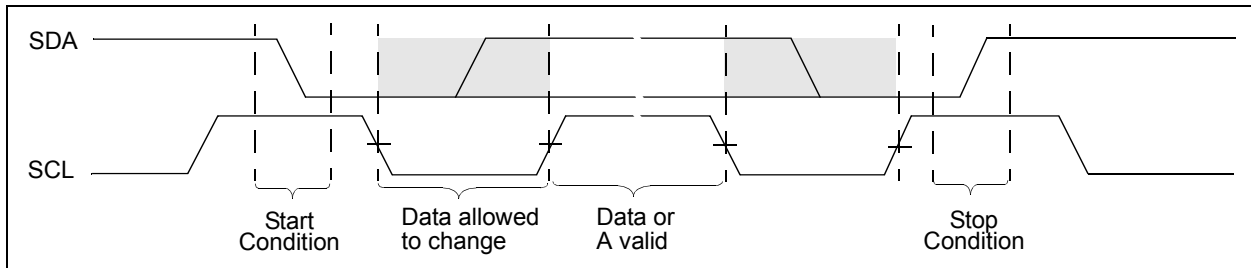 SDA
SCL
Start
Condition
Data allowed
to change
Data or
A valid
Stop
Condition